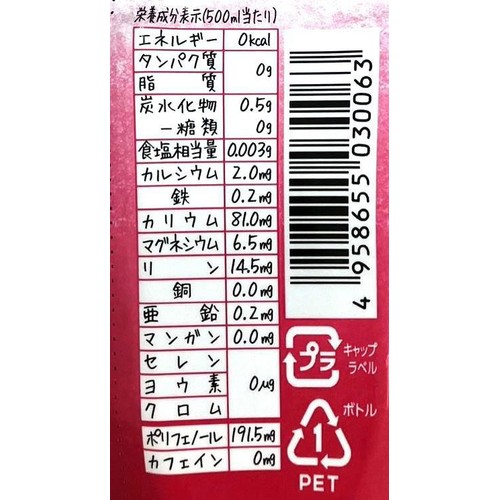 栄養成分表示(500ml当たり)
エネルギー 0kcal
タンパク質
脂質 0g
炭水化物 0.5g
ー糖類 0g
食塩相当量 0.003g
カルシウム 2.0mg
鉄 0.2mg
カリウム 81.0mg
マグネシウム 6.5mg
リン 14.5mg
銅 0.0mg
亜鉛 0.2mg
マンガン 0.0mg
セレン
ヨウ素 0μg
クロム
ポリフェノール 191.5mg
カフェイン 0mg
4 958655 030063
プラ
キャップ
ラベル
1
ボトル
PET